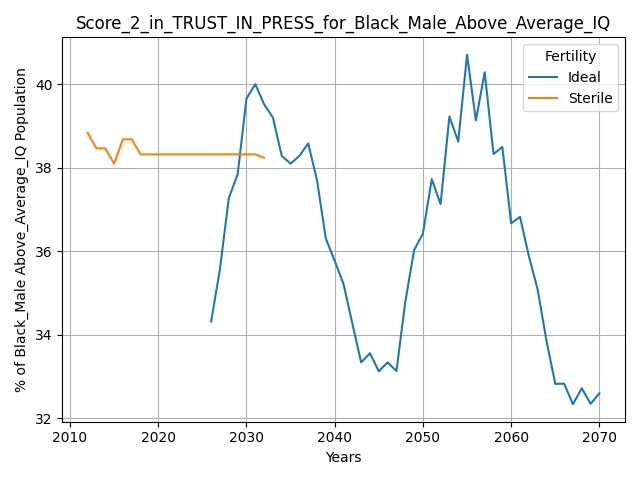 Score_2_in_TRUST_IN_PRESS_for_Black_Male_Above_Average_IQ
% of Black_Male Above_Average_IQ Population
40
38
36
34
32
Fertility
Ideal
Sterile
2010 2020 2030 2040 2050 2060 2070
Years